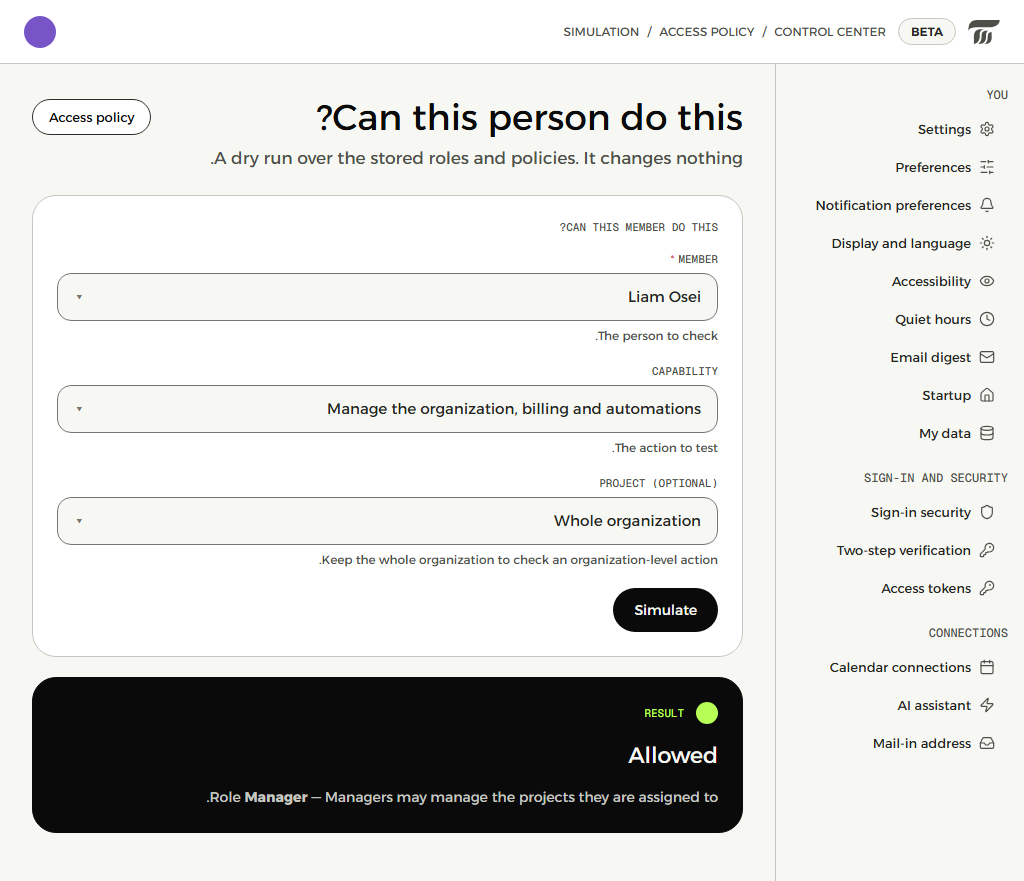 SIMULATION / ACCESS POLICY / CONTROL CENTER
BETA
YOU
Settings
Preferences
Notification preferences
Display and language
Accessibility
Quiet hours
Email digest
Startup
My data
SIGN-IN AND SECURITY
Sign-in security
Two-step verification
Access tokens
CONNECTIONS
Calendar connections
AI assistant
Mail-in address
?Can this person do this
.A dry run over the stored roles and policies. It changes nothing
Access policy
?CAN THIS MEMBER DO THIS
* MEMBER
Liam Osei
.The person to check
CAPABILITY
Manage the organization, billing and automations
.The action to test
PROJECT (OPTIONAL)
Whole organization
.Keep the whole organization to check an organization-level action
Simulate
RESULT
Allowed
.Role Manager — Managers may manage the projects they are assigned to